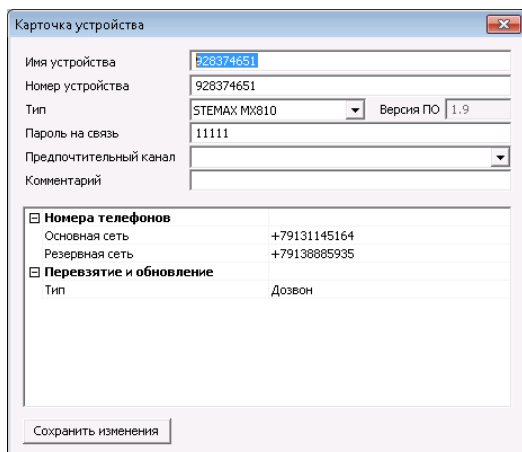 Карточка устройства
Имя устройства 928374651
Номер устройства 928374651
Тип STEMAX MX810 Версия ПО 1.9
Пароль на связь 11111
Предпочтительный канал
Комментарий
Номера телефонов
Основная сеть +79131145164
Резервная сеть +79138885935
Перевзятие и обновление
Тип Дозвон
Сохранить изменения